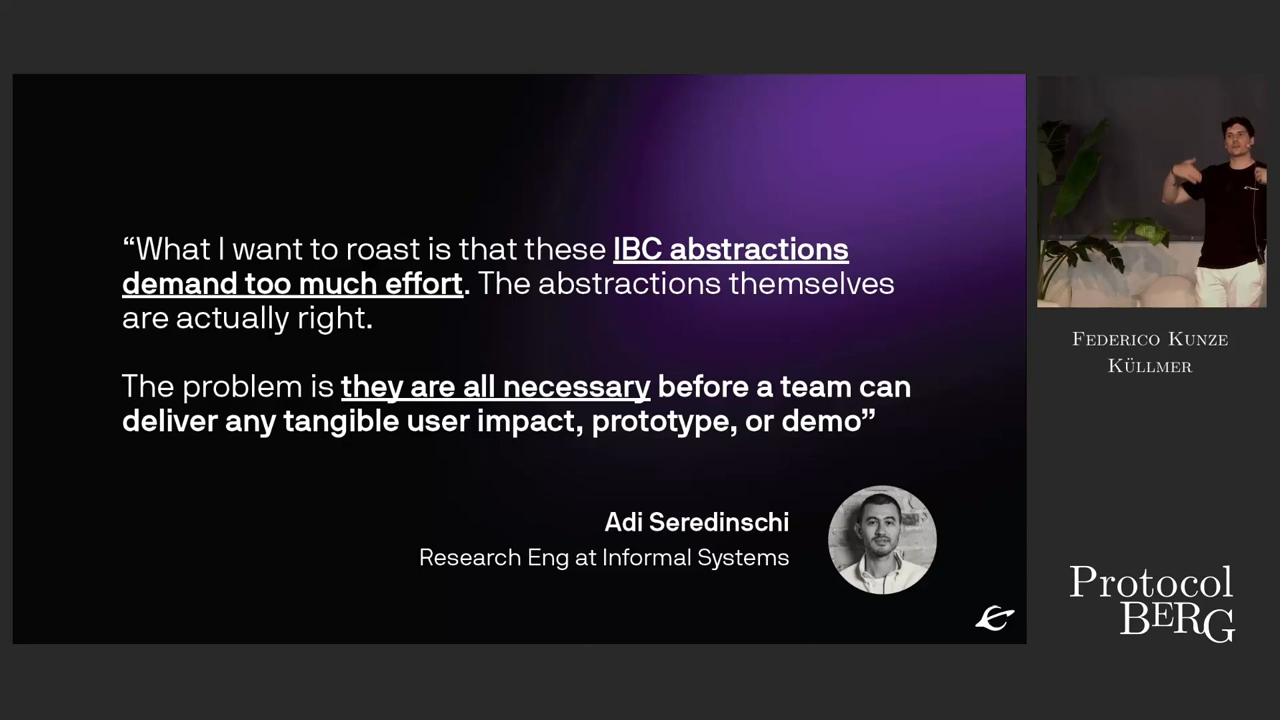 “What I want to roast is that these IBC abstractions
demand too much effort. The abstractions themselves
are actually right.
The problem is they are all necessary before a team can
deliver any tangible user impact, prototype, or demo”
Adi Seredinschi
Research Eng at Informal Systems
Federico Kunze
Küllmer
Protocol
BERG